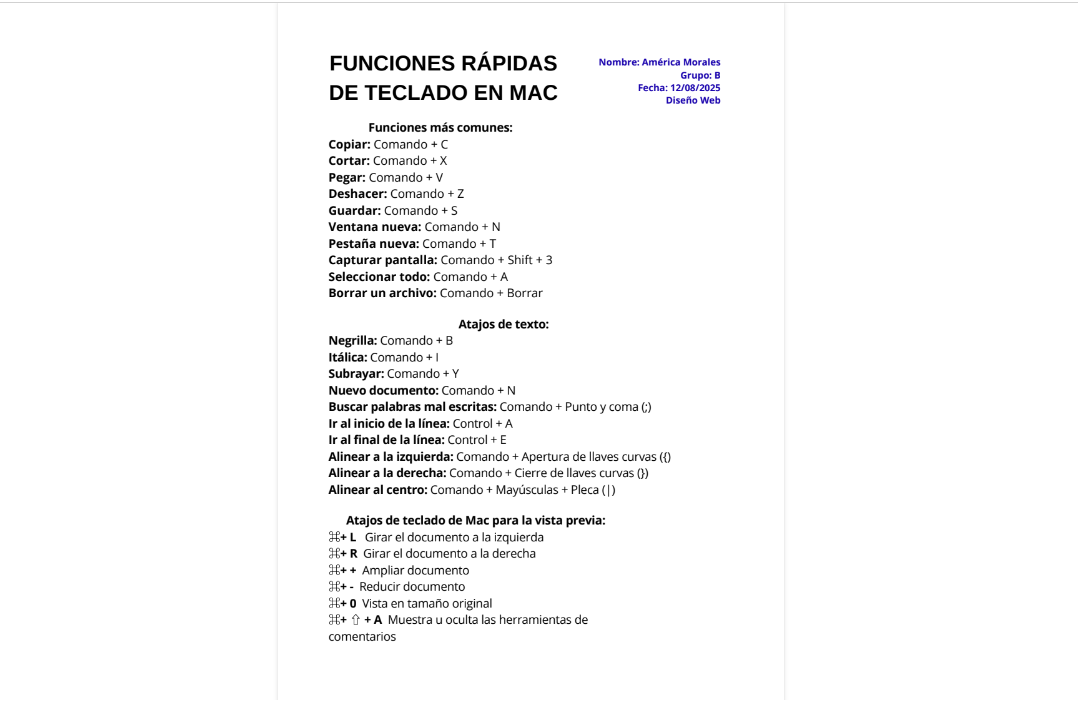 FUNCIONES RÁPIDAS
DE TECLADO EN MAC
Nombre: América Morales
Grupo: B
Fecha: 12/08/2025
Diseño Web
Funciones más comunes:
Copiar: Comando + C
Cortar: Comando + X
Pegar: Comando + V
Deshacer: Comando + Z
Guardar: Comando + S
Ventana nueva: Comando + N
Pestaña nueva: Comando + T
Capturar pantalla: Comando + Shift + 3
Seleccionar todo: Comando + A
Borrar un archivo: Comando + Borrar
Atajos de texto:
Negrilla: Comando + B
Itálica: Comando + I
Subrayar: Comando + Y
Nuevo documento: Comando + N
Buscar palabras mal escritas: Comando + Punto y coma (;)
Ir al inicio de la línea: Control + A
Ir al final de la línea: Control + E
Alinear a la izquierda: Comando + Apertura de llaves curvas ({)
Alinear a la derecha: Comando + Cierre de llaves curvas (})
Alinear al centro: Comando + Mayúsculas + Pleca (|)
Atajos de teclado de Mac para la vista previa:
⌘+ L Girar el documento a la izquierda
⌘+ R Girar el documento a la derecha
⌘+ + Ampliar documento
⌘+ - Reducir documento
⌘+ 0 Vista en tamaño original
⌘+ ⇧ + A Muestra u oculta las herramientas de
comentarios